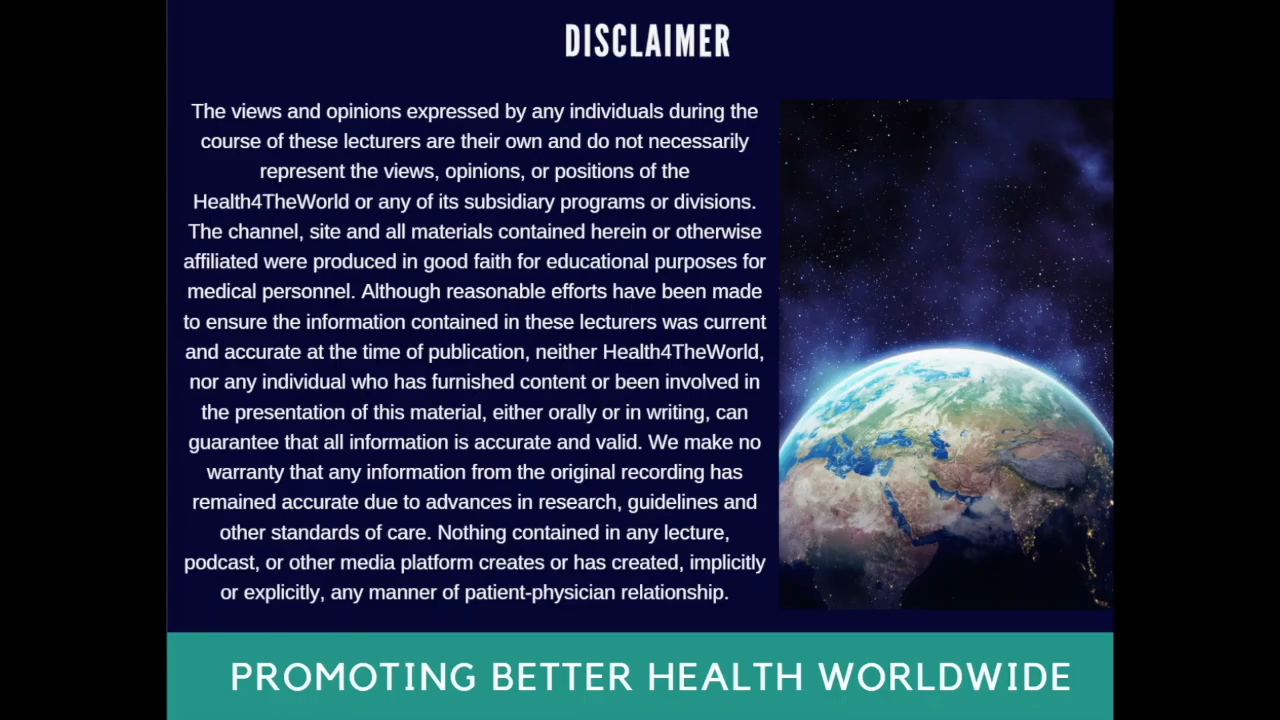 DISCLAIMER
The views and opinions expressed by any individuals during the
course of these lecturers are their own and do not necessarily
represent the views, opinions, or positions of the
Health4TheWorld or any of its subsidiary programs or divisions.
The channel, site and all materials contained herein or otherwise
affiliated were produced in good faith for educational purposes for
medical personnel. Although reasonable efforts have been made
to ensure the information contained in these lecturers was current
and accurate at the time of publication, neither Health4TheWorld,
nor any individual who has furnished content or been involved in
the presentation of this material, either orally or in writing, can
guarantee that all information is accurate and valid. We make no
warranty that any information from the original recording has
remained accurate due to advances in research, guidelines and
other standards of care. Nothing contained in any lecture,
podcast, or other media platform creates or has created, implicitly
or explicitly, any manner of patient-physician relationship.
PROMOTING BETTER HEALTH WORLDWIDE